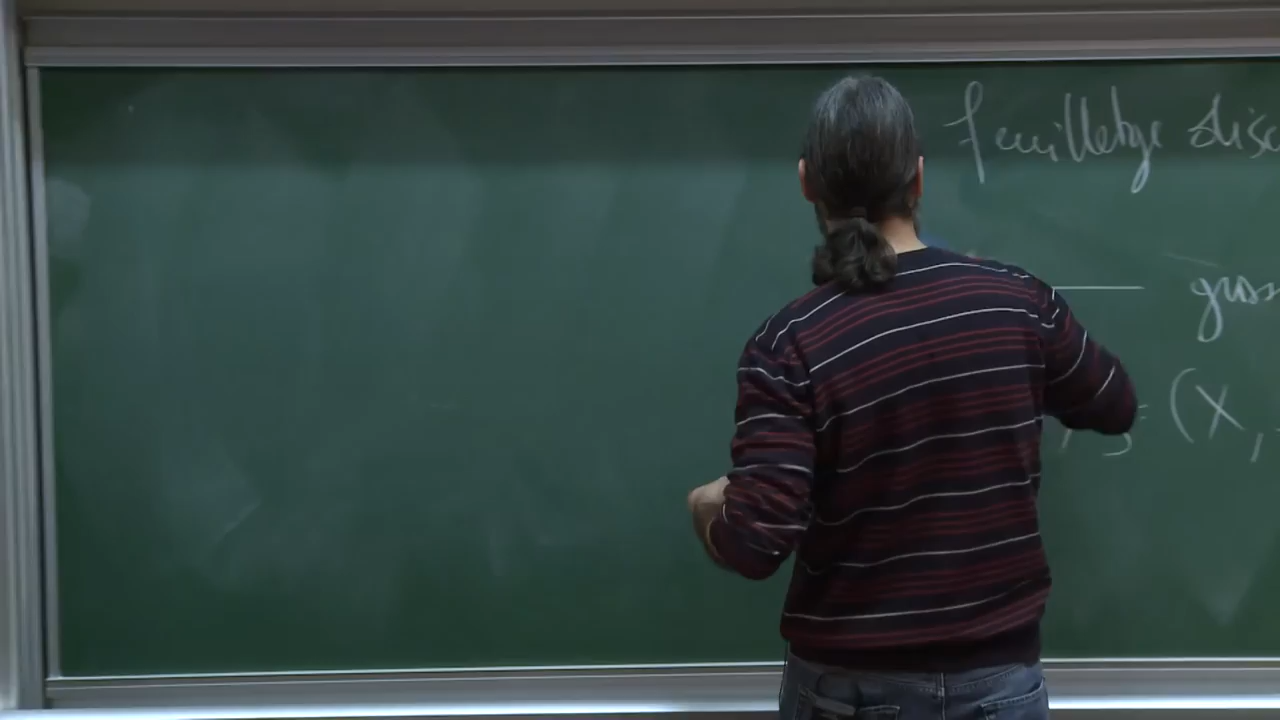 feuilletage disc
— gross
= (X,